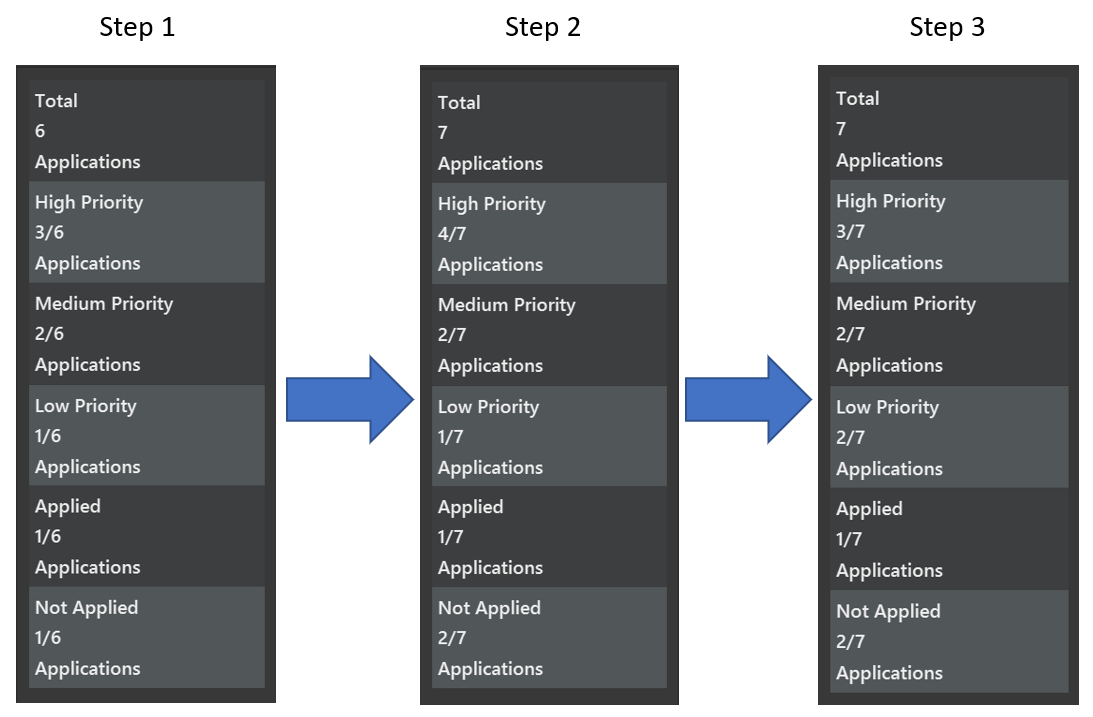 Step 1
Total
6
Applications
High Priority
3/6
Applications
Medium Priority
2/6
Applications
Low Priority
1/6
Applications
Applied
1/6
Applications
Not Applied
1/6
Applications
Step 2
Total
7
Applications
High Priority
4/7
Applications
Medium Priority
2/7
Applications
Low Priority
1/7
Applications
Applied
1/7
Applications
Not Applied
2/7
Applications
Step 3
Total
7
Applications
High Priority
3/7
Applications
Medium Priority
2/7
Applications
Low Priority
2/7
Applications
Applied
1/7
Applications
Not Applied
2/7
Applications